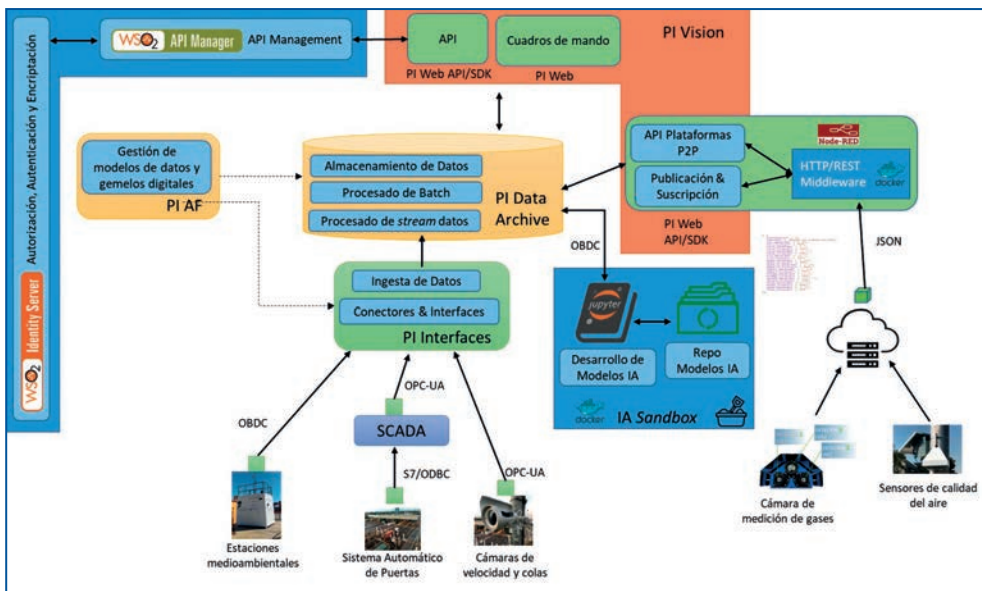 WSO2 API Manager API Management
API
Cuadros de mando
PI Vision
PI Web API/SDK
PI Web
Autorización, Autenticación y Encriptación
WSO2 Identity Server
Gestión de
modelos de datos y
gemelos digitales
PI AF
Almacenamiento de Datos
Procesado de Batch
Procesado de stream datos
PI Data
Archive
API Plataformas
P2P
Publicación &
Suscripción
Node-RED
HTTP/REST
Middleware
docker
PI Web
API/SDK
OBDC
JSON
Ingesta de Datos
Conectores & Interfaces
PI Interfaces
jupyter
Desarrollo de
Modelos IA
Repo
Modelos IA
docker
IA Sandbox
OBDC
OPC-UA
SCADA
S7/ODBC
OPC-UA
Estaciones
medioambientales
Sistema Automático
de Puertas
Cámaras de
velocidad y colas
Cámara de
medición de gases
Sensores de calidad
del aire